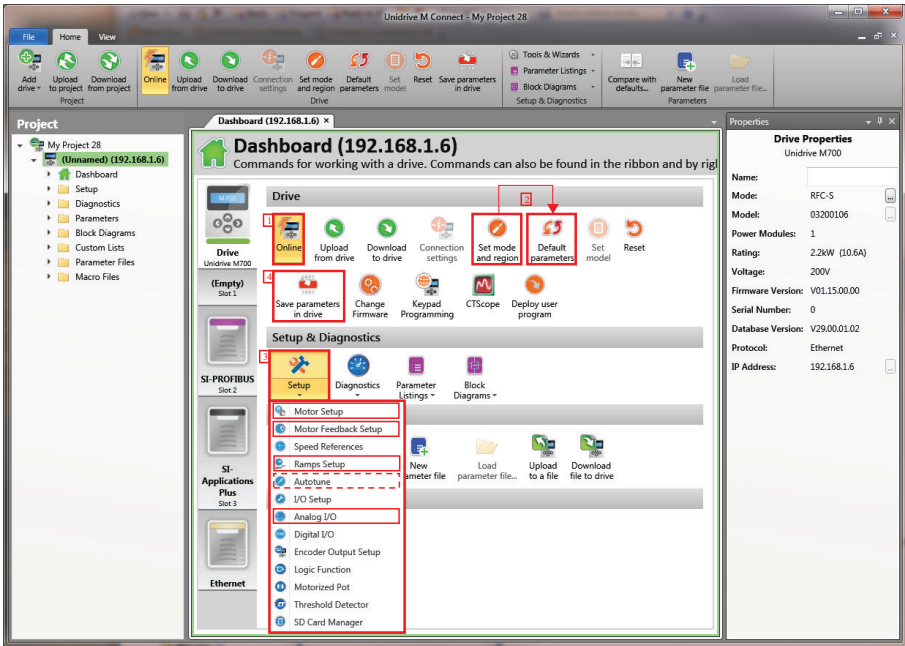 Unidrive M Connect - My Project 28
File Home View
Add drive Upload to project Download from project Online Upload from drive Download to drive Connection settings Set mode and region Default parameters Set model Reset Save parameters in drive
Tools & Wizards
Parameter Listings
Block Diagrams
Compare with defaults... New parameter file Load parameter file...
Project Drive Setup & Diagnostics Parameters
Project
My Project 28
(Unnamed) (192.168.1.6)
Dashboard
Setup
Diagnostics
Parameters
Block Diagrams
Custom Lists
Parameter Files
Macro Files
Dashboard (192.168.1.6) ×
Dashboard (192.168.1.6)
Commands for working with a drive. Commands can also be found in the ribbon and by rigl
M700
Drive
Unidrive M700
(Empty)
Slot 1
SI-PROFIBUS
Slot 2
SI-
Applications
Plus
Slot 3
Ethernet
Drive
2
1
Online Upload from drive Download to drive Connection settings Set mode and region Default parameters Set model Reset
4
Save parameters in drive Change Firmware Keypad Programming CTScope Deploy user program
Setup & Diagnostics
3
Setup Diagnostics Parameter Listings Block Diagrams
Motor Setup
Motor Feedback Setup
Speed References
Ramps Setup
Autotune
I/O Setup
Analog I/O
Digital I/O
Encoder Output Setup
Logic Function
Motorized Pot
Threshold Detector
SD Card Manager
New ameter file Load parameter file... Upload to a file Download file to drive
Properties
Drive Properties
Unidrive M700
Name:
Mode: RFC-S
Model: 03200106
Power Modules: 1
Rating: 2.2kW (10.6A)
Voltage: 200V
Firmware Version: V01.15.00.00
Serial Number: 0
Database Version: V29.00.01.02
Protocol: Ethernet
IP Address: 192.168.1.6